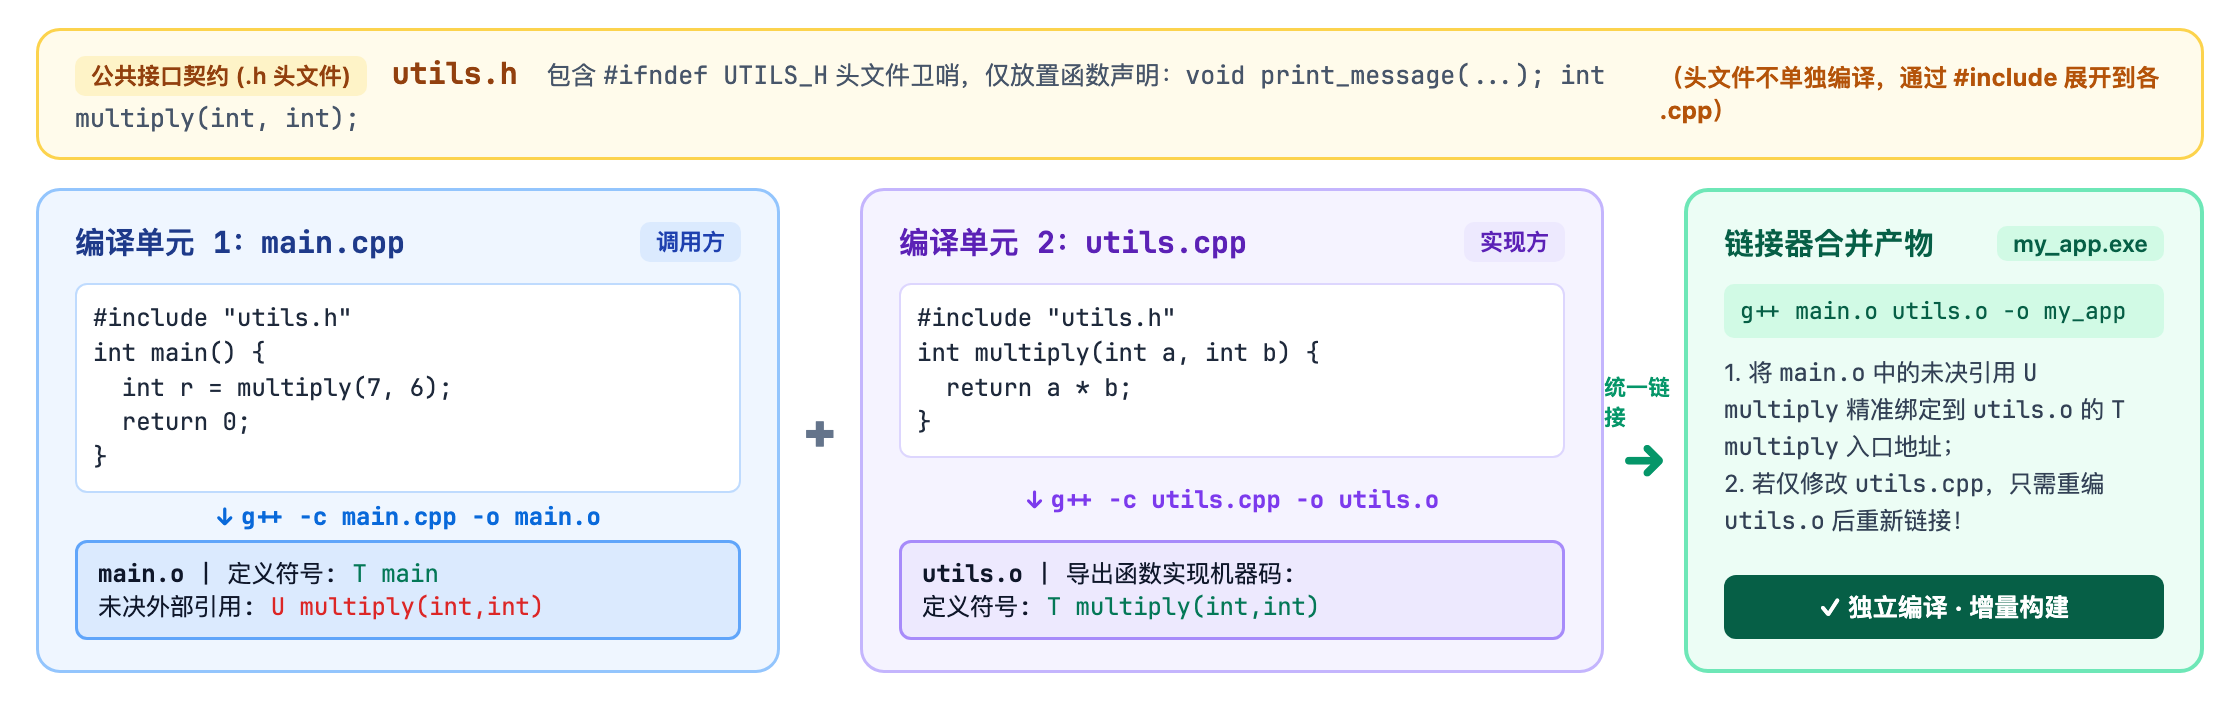 公共接口契约 (.h 头文件) utils.h 包含 #ifndef UTILS_H 头文件卫哨，仅放置函数声明：void print_message(...); int
multiply(int, int);
（头文件不单独编译，通过 #include 展开到各
.cpp）
编译单元 1：main.cpp
调用方
#include "utils.h"
int main() {
  int r = multiply(7, 6);
  return 0;
}
↓ g++ -c main.cpp -o main.o
main.o | 定义符号: T main
未决外部引用: U multiply(int,int)
+
编译单元 2：utils.cpp
实现方
#include "utils.h"
int multiply(int a, int b) {
  return a * b;
}
↓ g++ -c utils.cpp -o utils.o
utils.o | 导出函数实现机器码:
定义符号: T multiply(int,int)
统一链
接
→
链接器合并产物
my_app.exe
g++ main.o utils.o -o my_app
1. 将 main.o 中的未决引用 U
multiply 精准绑定到 utils.o 的 T
multiply 入口地址；
2. 若仅修改 utils.cpp，只需重编
utils.o 后重新链接！
✓ 独立编译 · 增量构建